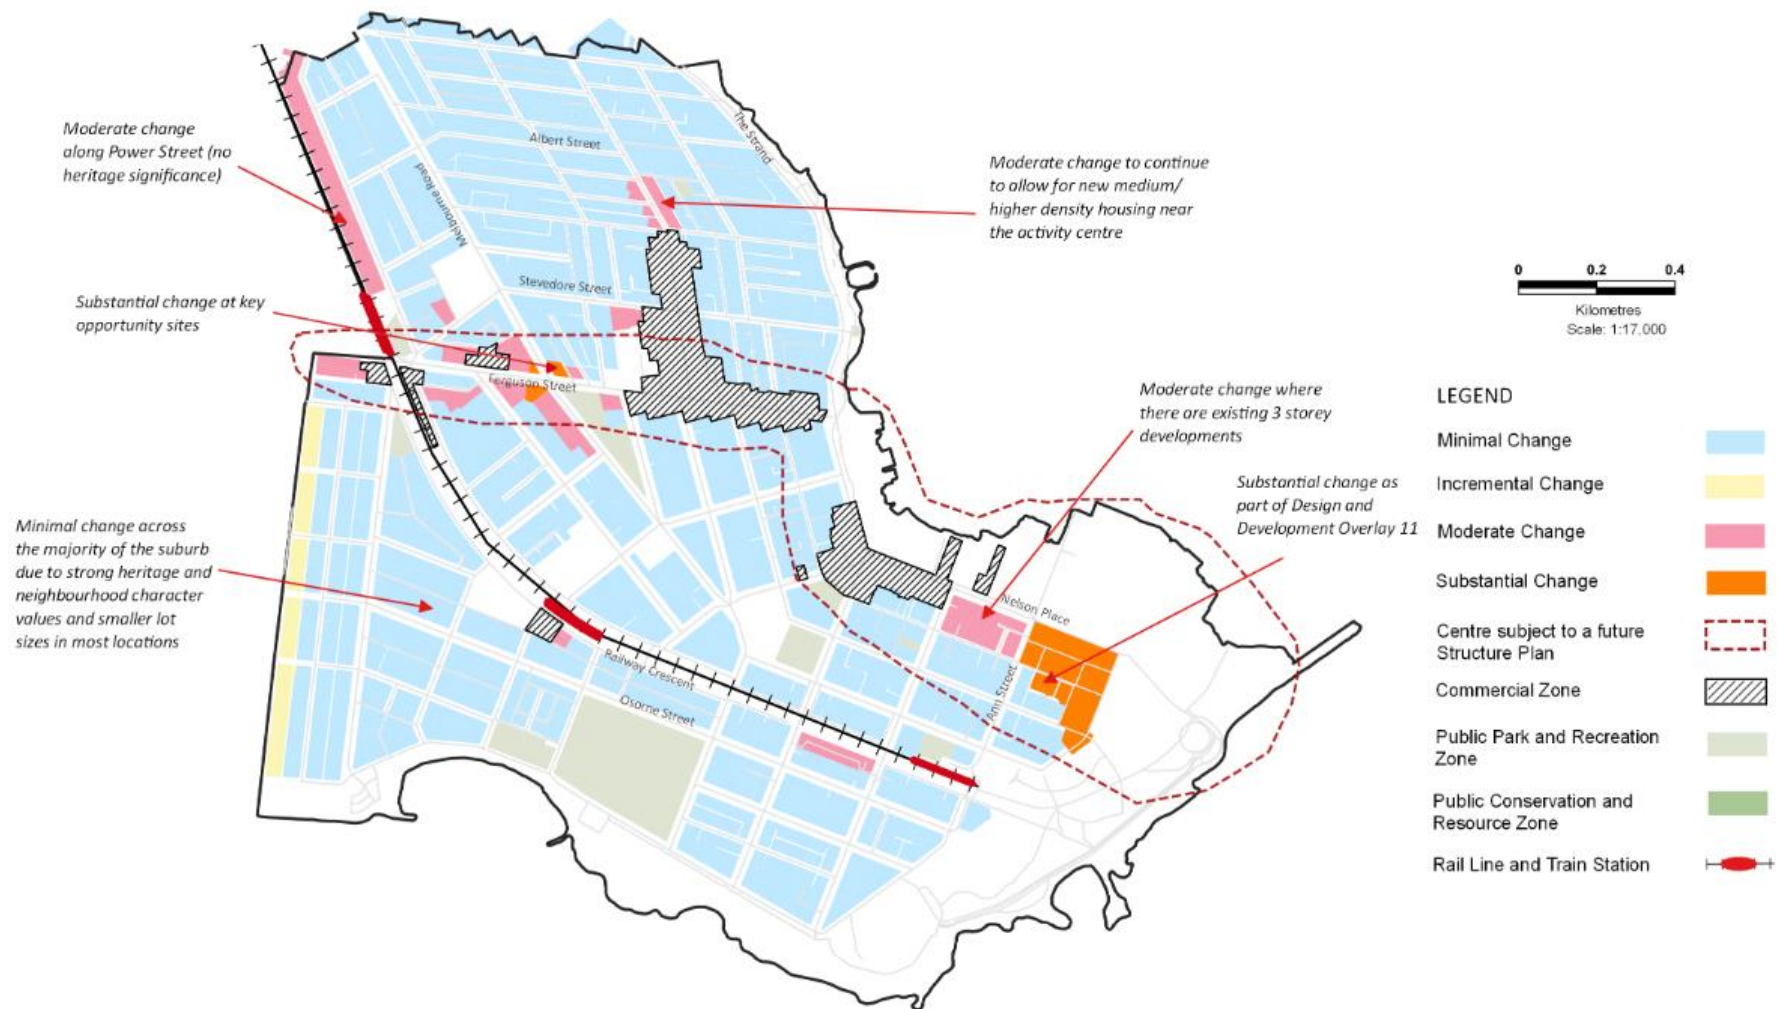 Moderate change
along Power Street (no
heritage significance)
Substantial change at key
opportunity sites
Minimal change across
the majority of the suburb
due to strong heritage and
neighbourhood character
values and smaller lot
sizes in most locations
Albert Street
The Strand
Melbourne Road
Stevedore Street
Ferguson Street
Railway Crescent
Osorne Street
Nelson Place
Ann Street
Moderate change to continue
to allow for new medium/
higher density housing near
the activity centre
Moderate change where
there are existing 3 storey
developments
Substantial change as
part of Design and
Development Overlay 11
0 0.2 0.4
Kilometres
Scale: 1:17,000
LEGEND
Minimal Change
Incremental Change
Moderate Change
Substantial Change
Centre subject to a future
Structure Plan
Commercial Zone
Public Park and Recreation
Zone
Public Conservation and
Resource Zone
Rail Line and Train Station